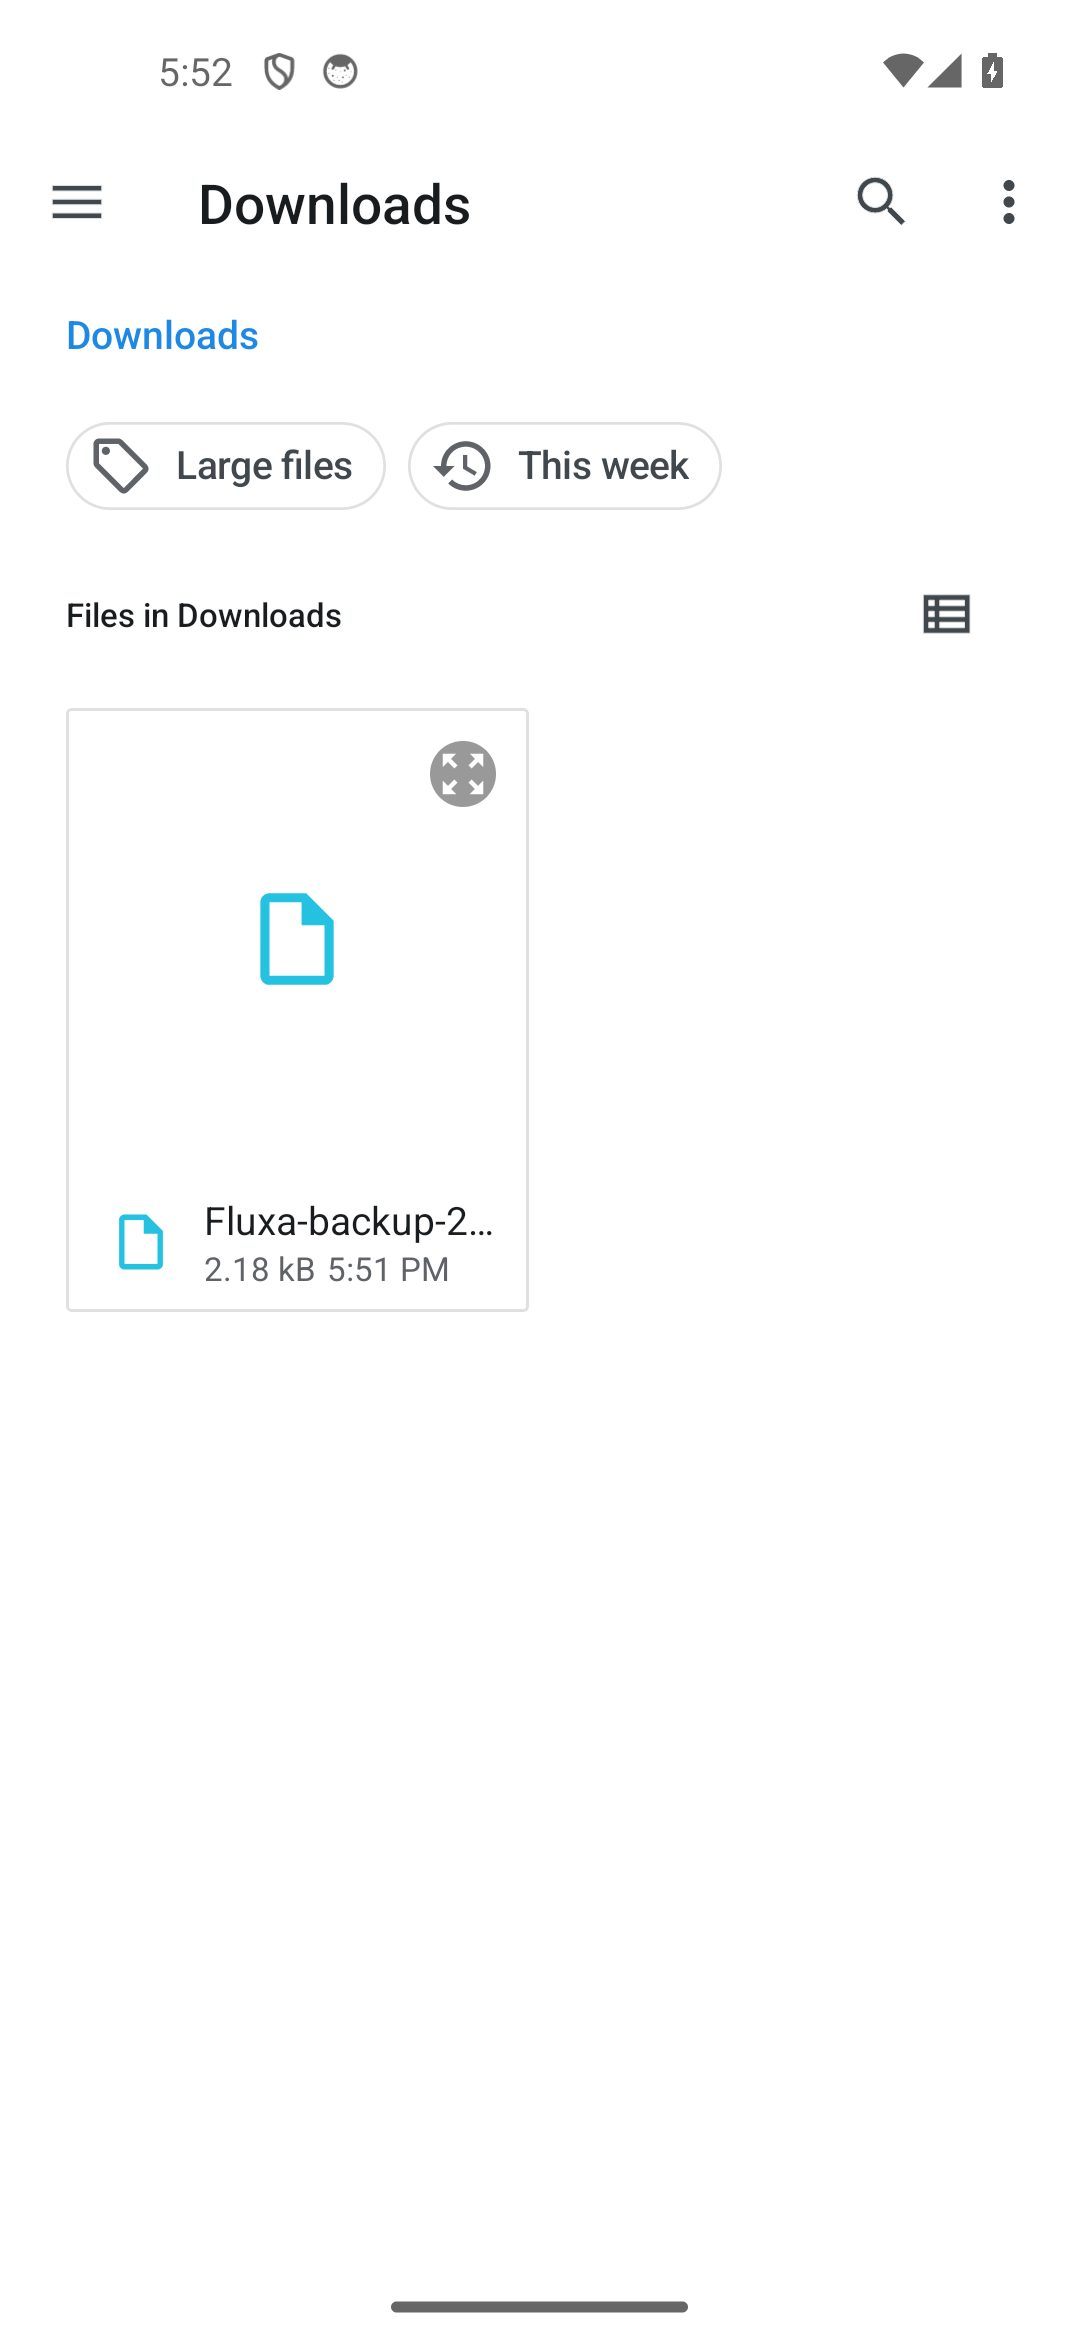 5:52
Downloads
Downloads
Large files
This week
Files in Downloads
Fluxa-backup-2...
2.18 kB 5:51 PM